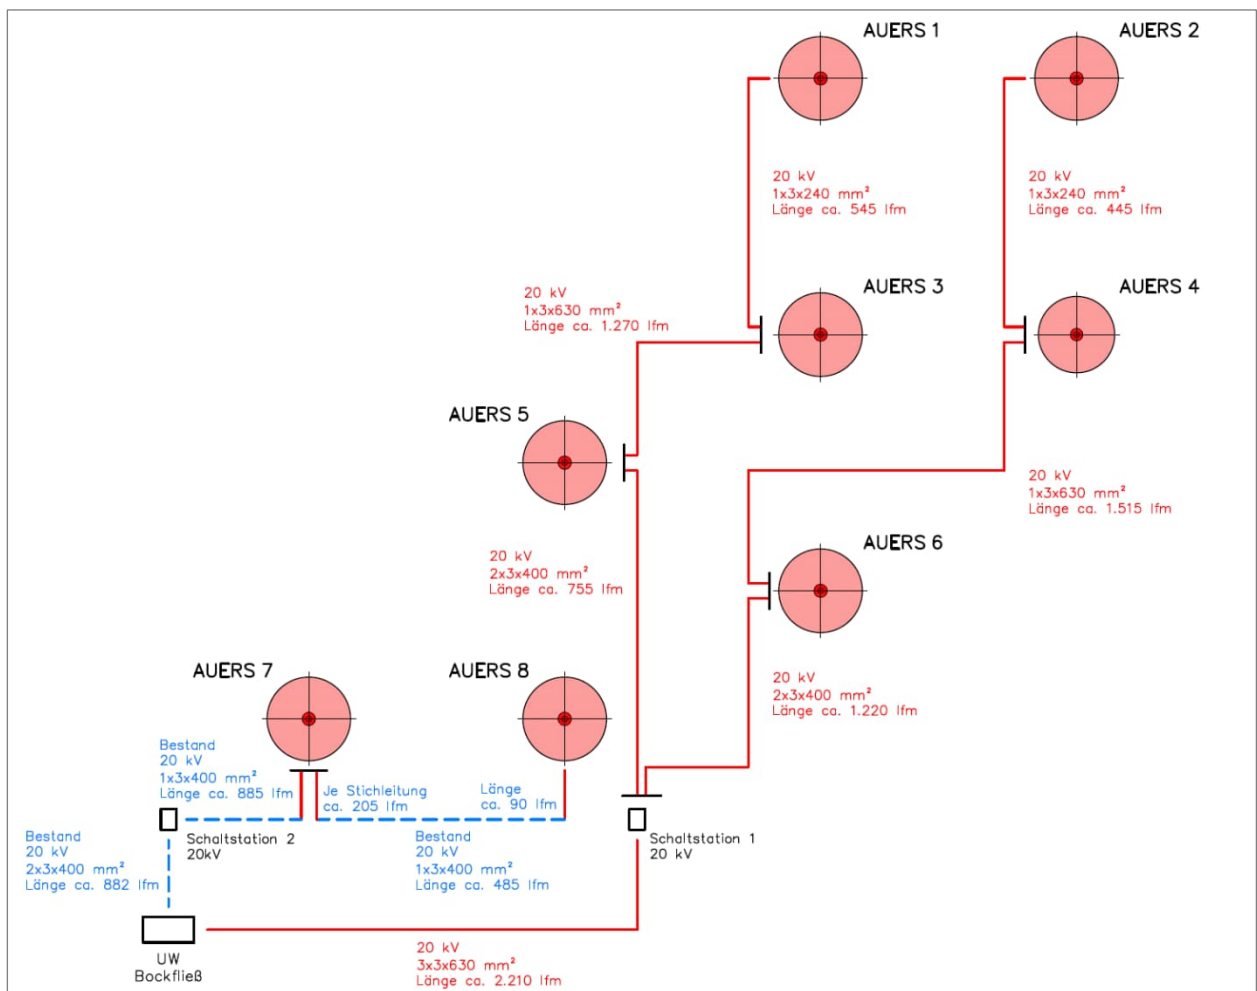 AUERS 1
AUERS 2
20 kV
1x3x240 mm²
Länge ca. 545 lfm
20 kV
1x3x240 mm²
Länge ca. 445 lfm
AUERS 3
AUERS 4
20 kV
1x3x630 mm²
Länge ca. 1.270 lfm
AUERS 5
20 kV
1x3x630 mm²
Länge ca. 1.515 lfm
AUERS 6
20 kV
2x3x400 mm²
Länge ca. 755 lfm
AUERS 7
AUERS 8
20 kV
2x3x400 mm²
Länge ca. 1.220 lfm
Bestand
20 kV
1x3x400 mm²
Länge ca. 885 lfm
Je Stichleitung
ca. 205 lfm
Länge
ca. 90 lfm
Bestand
20 kV
2x3x400 mm²
Länge ca. 882 lfm
Schaltstation 2
20kV
Bestand
20 kV
1x3x400 mm²
Länge ca. 485 lfm
Schaltstation 1
20 kV
UW
Bockfließ
20 kV
3x3x630 mm²
Länge ca. 2.210 lfm